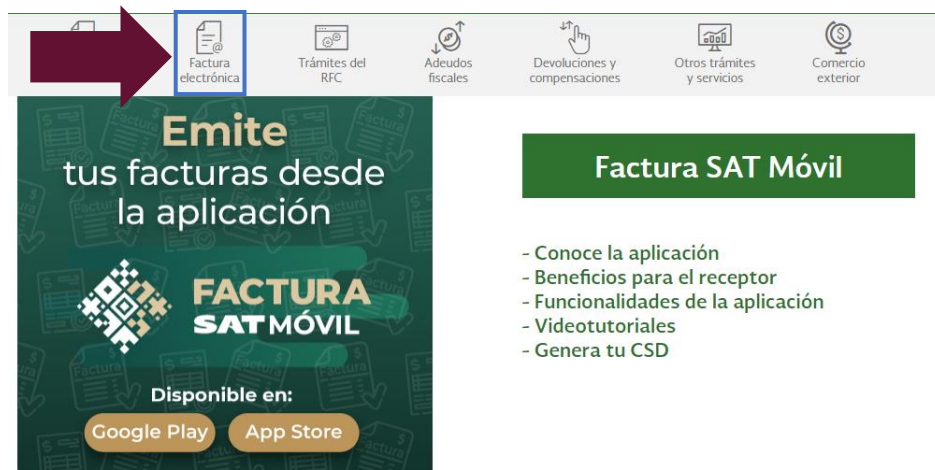 Factura
electrónica
Trámites del
RFC
Adeudos
fiscales
Devoluciones y
compensaciones
Otros trámites
y servicios
Comercio
exterior
Emite
tus facturas desde
la aplicación
FACTURA
SAT MÓVIL
Disponible en:
Google Play
App Store
Factura SAT Móvil
- Conoce la aplicación
- Beneficios para el receptor
- Funcionalidades de la aplicación
- Videotutoriales
- Genera tu CSD